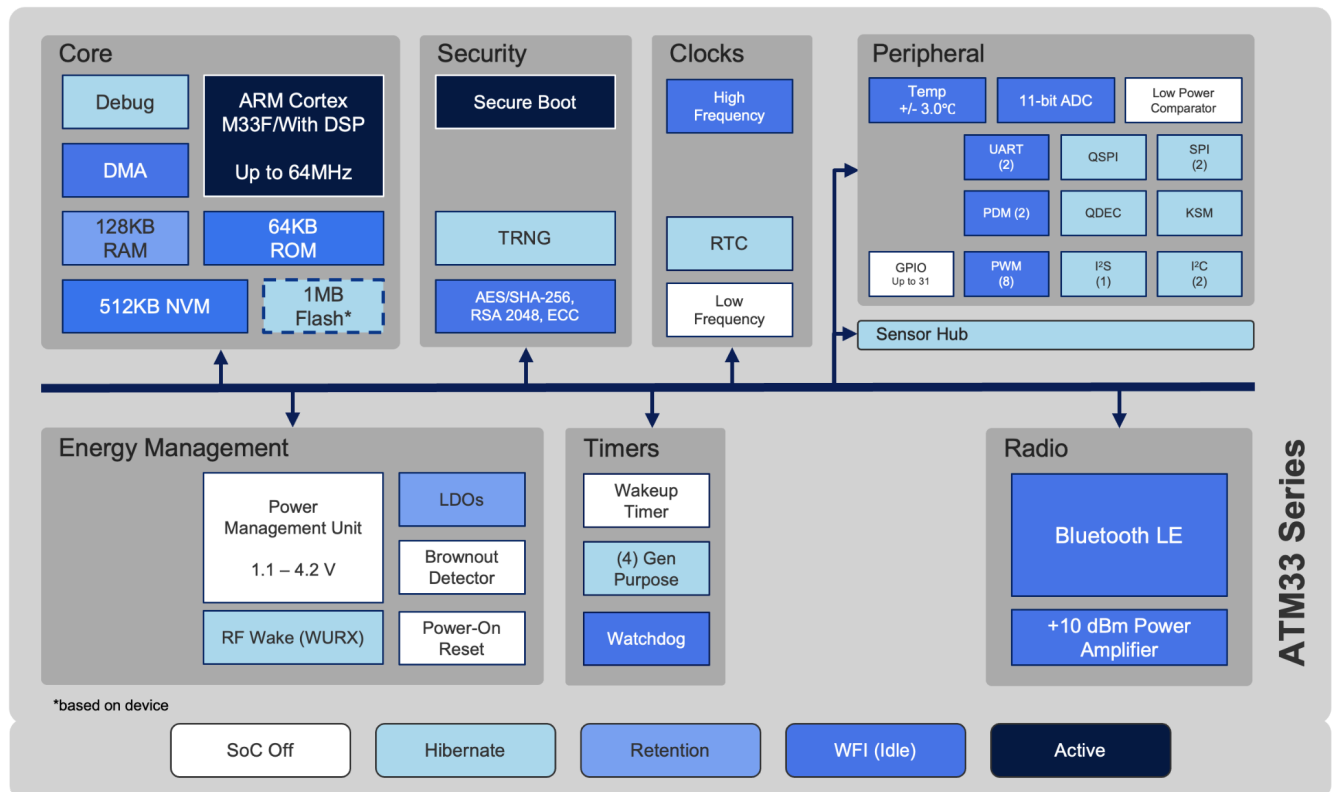 Core
Debug
ARM Cortex
M33F/With DSP
Up to 64MHz
DMA
128KB
RAM
64KB
ROM
512KB NVM
1MB
Flash*
Security
Secure Boot
TRNG
AES/SHA-256,
RSA 2048, ECC
Clocks
High
Frequency
RTC
Low
Frequency
Peripheral
Temp
+/- 3.0℃
11-bit ADC
Low Power
Comparator
UART
(2)
QSPI
SPI
(2)
PDM (2)
QDEC
KSM
GPIO
Up to 31
PWM
(8)
I²S
(1)
I²C
(2)
Sensor Hub
Energy Management
Power
Management Unit
1.1 – 4.2 V
LDOs
Brownout
Detector
RF Wake (WURX)
Power-On
Reset
Timers
Wakeup
Timer
(4) Gen
Purpose
Watchdog
Radio
Bluetooth LE
+10 dBm Power
Amplifier
ATM33 Series
*based on device
SoC Off
Hibernate
Retention
WFI (Idle)
Active